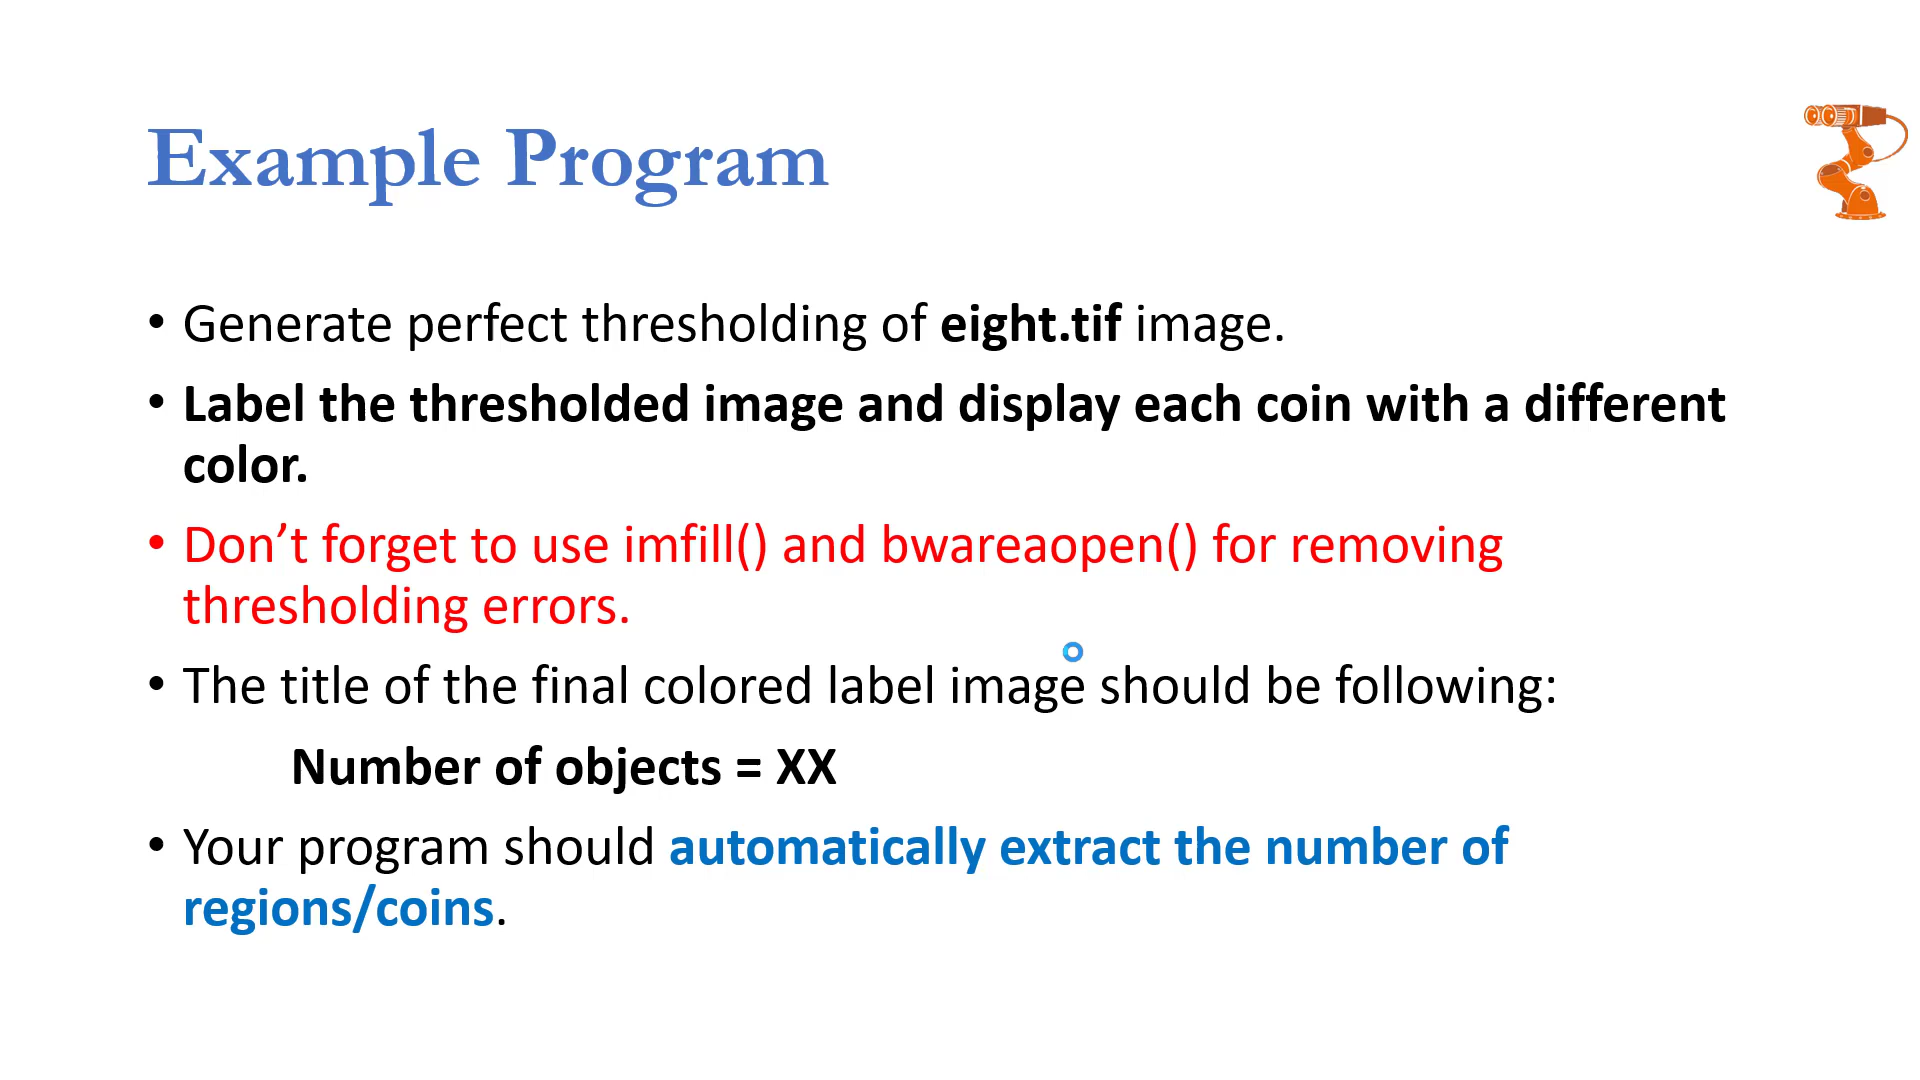 Example Program
• Generate perfect thresholding of eight.tif image.
• Label the thresholded image and display each coin with a different
color.
• Don’t forget to use imfill() and bwareaopen() for removing
thresholding errors.
• The title of the final colored label image should be following:
Number of objects = XX
• Your program should automatically extract the number of
regions/coins.